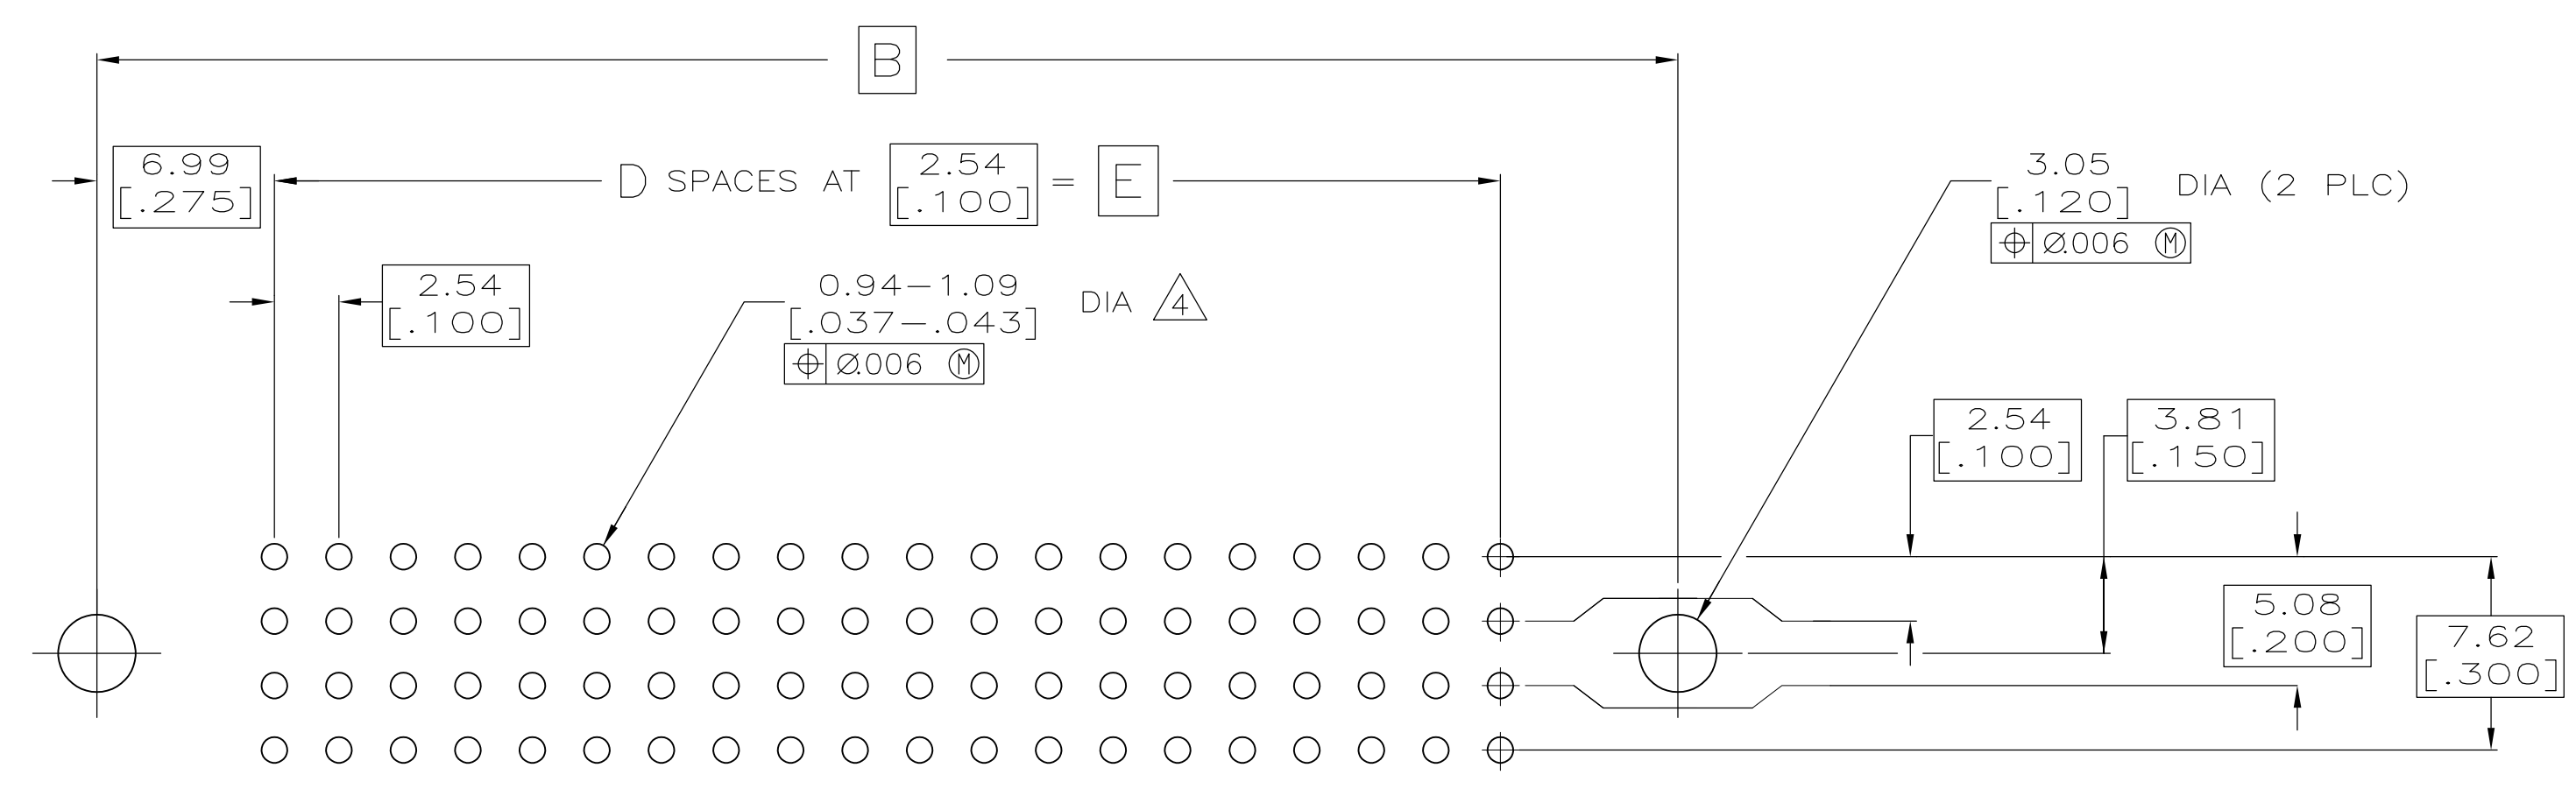 B
6.99
[.275]
D SPACES AT 2.54 [.100] = E
2.54
[.100]
0.94-1.09
[.037-.043]
DIA 4
⌖ Ø.006 Ⓜ
3.05
[.120]
DIA (2 PLC)
⌖ Ø.006 Ⓜ
2.54
[.100]
3.81
[.150]
5.08
[.200]
7.62
[.300]